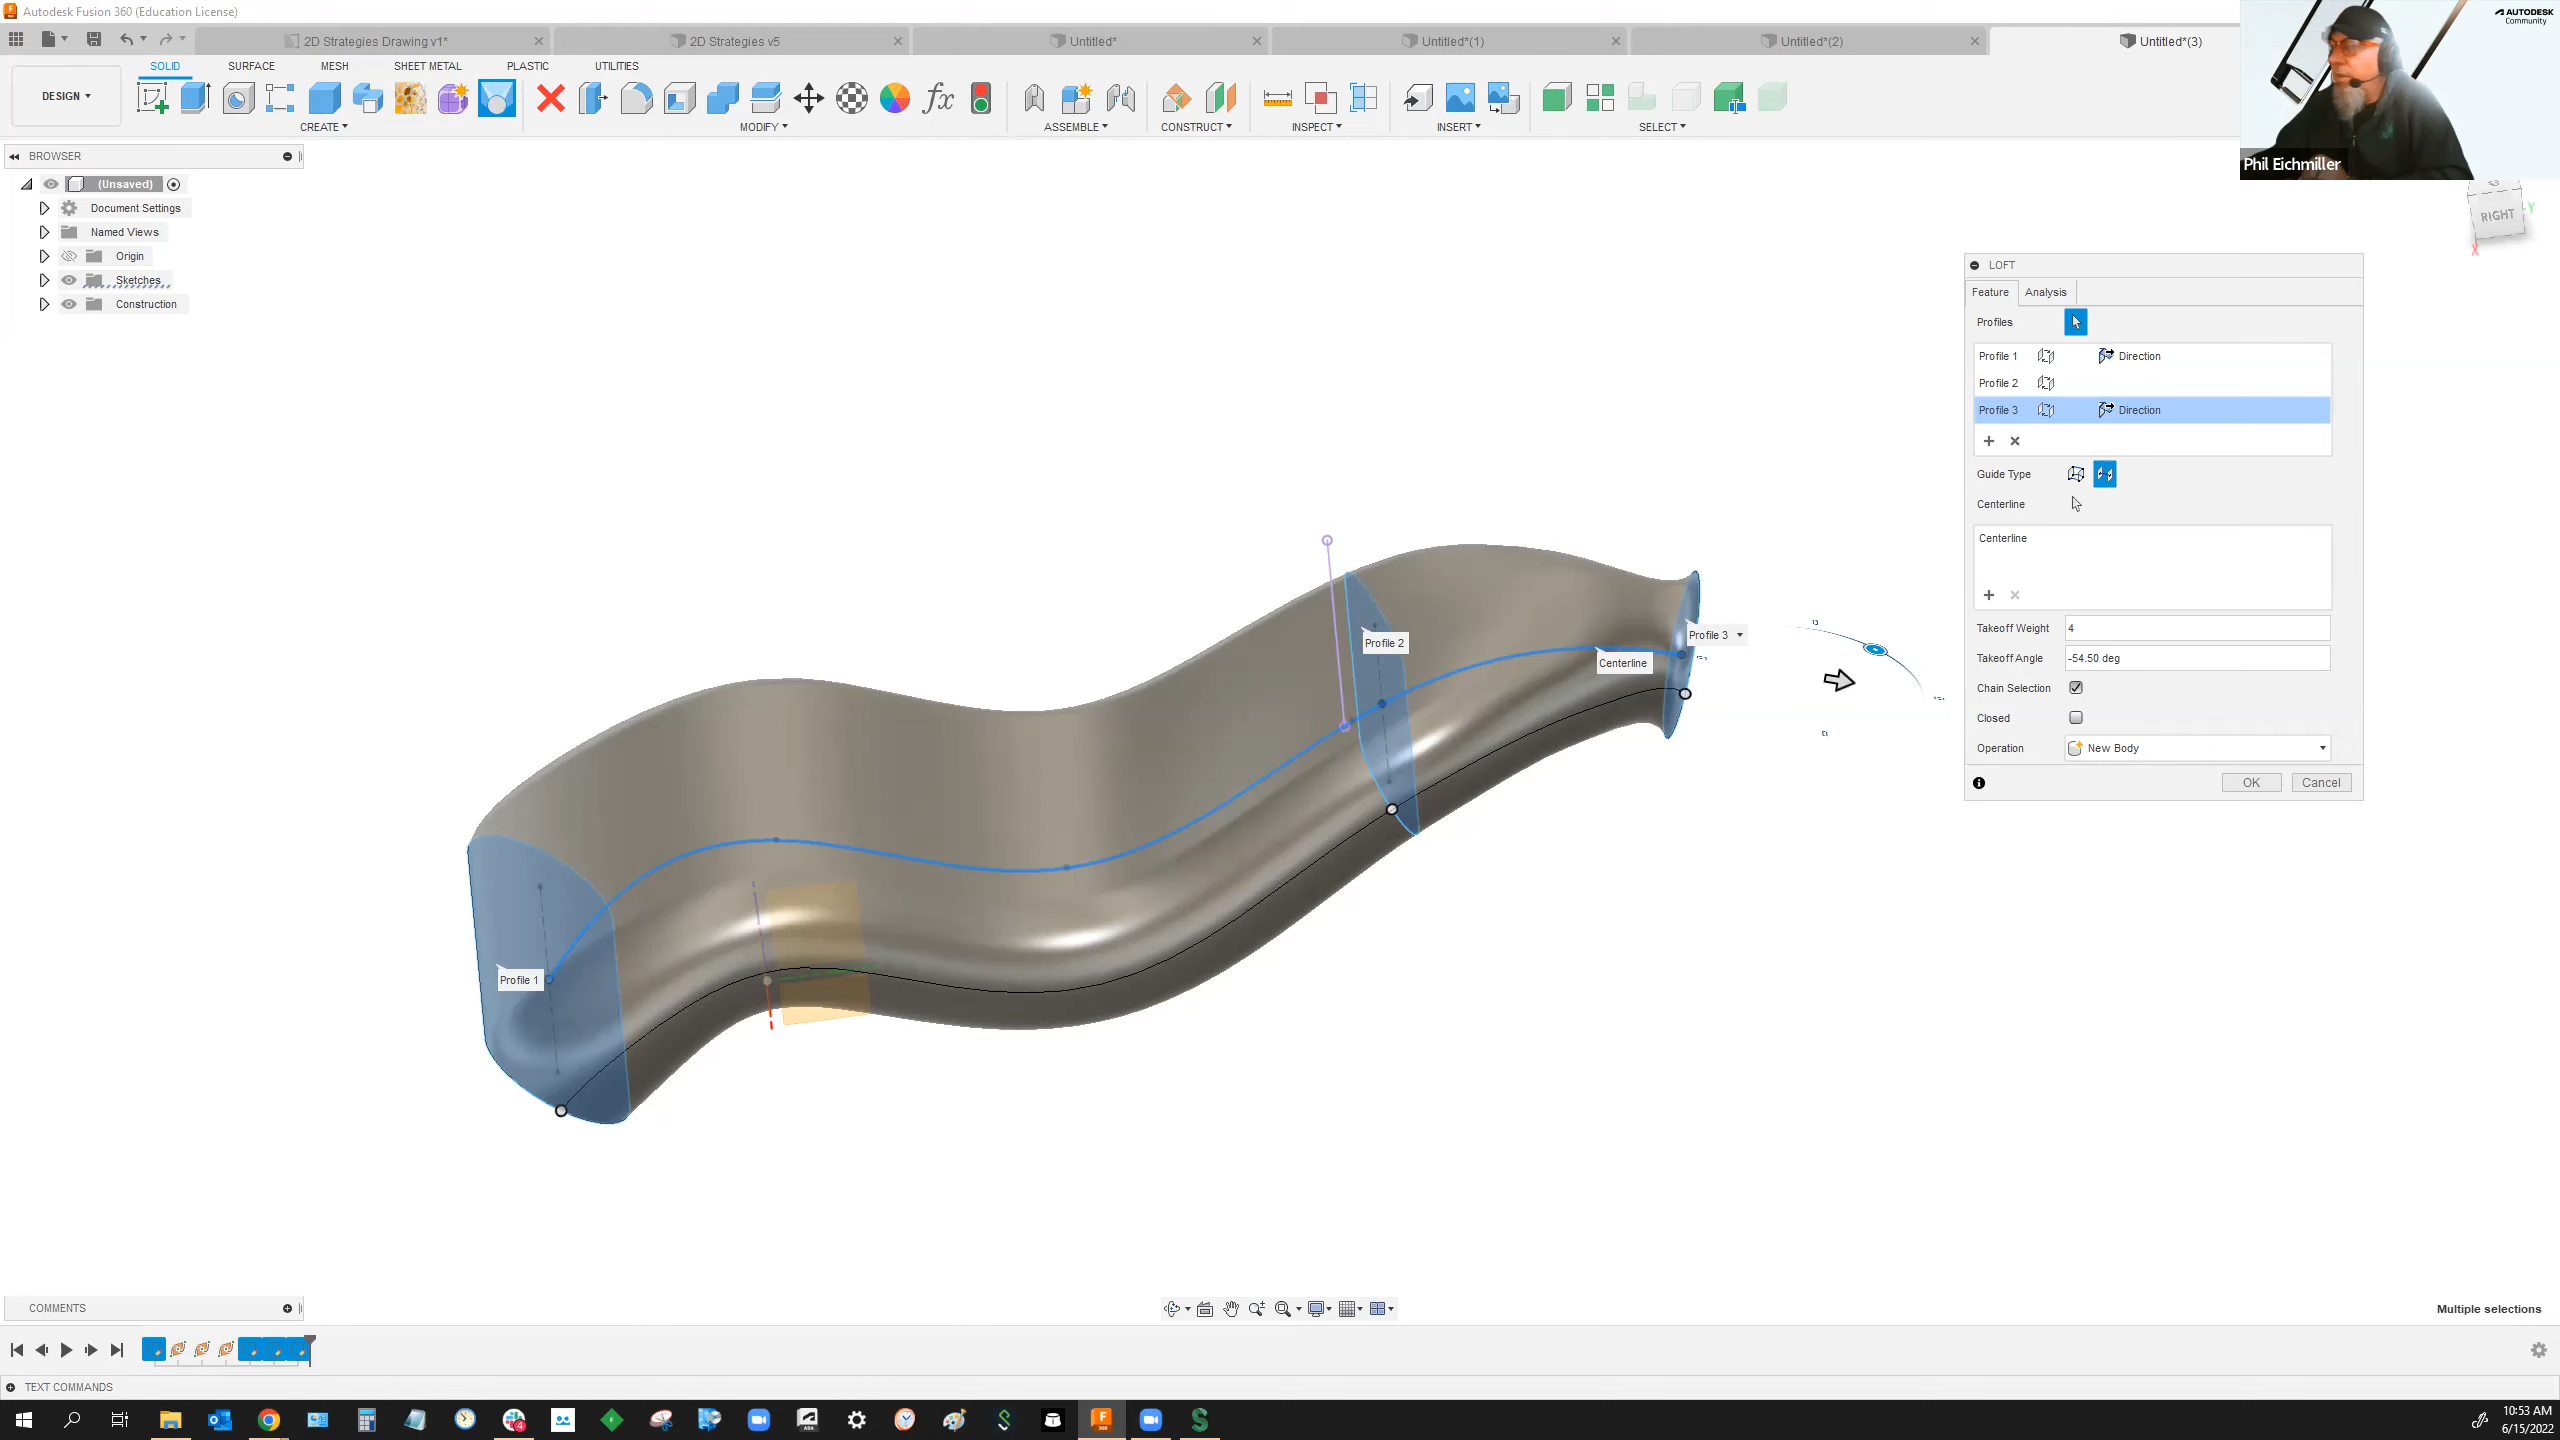 Autodesk Fusion 360 (Education License)
2D Strategies Drawing v1*
2D Strategies v5
Untitled*
Untitled*(1)
Untitled*(2)
Untitled*(3)
AUTODESK
Community
Phil Eichmiller
DESIGN
SOLID
SURFACE
MESH
SHEET METAL
PLASTIC
UTILITIES
CREATE
MODIFY
fx
ASSEMBLE
CONSTRUCT
INSPECT
INSERT
SELECT
BROWSER
(Unsaved)
Document Settings
Named Views
Origin
Sketches
Construction
RIGHT
Y
X
LOFT
Feature
Analysis
Profiles
Profile 1
Direction
Profile 2
Profile 3
Direction
Guide Type
Centerline
Centerline
Takeoff Weight
4
Takeoff Angle
-54.50 deg
Chain Selection
Closed
Operation
New Body
OK
Cancel
Profile 2
Profile 3
Centerline
Profile 1
COMMENTS
Multiple selections
TEXT COMMANDS
10:53 AM
6/15/2022